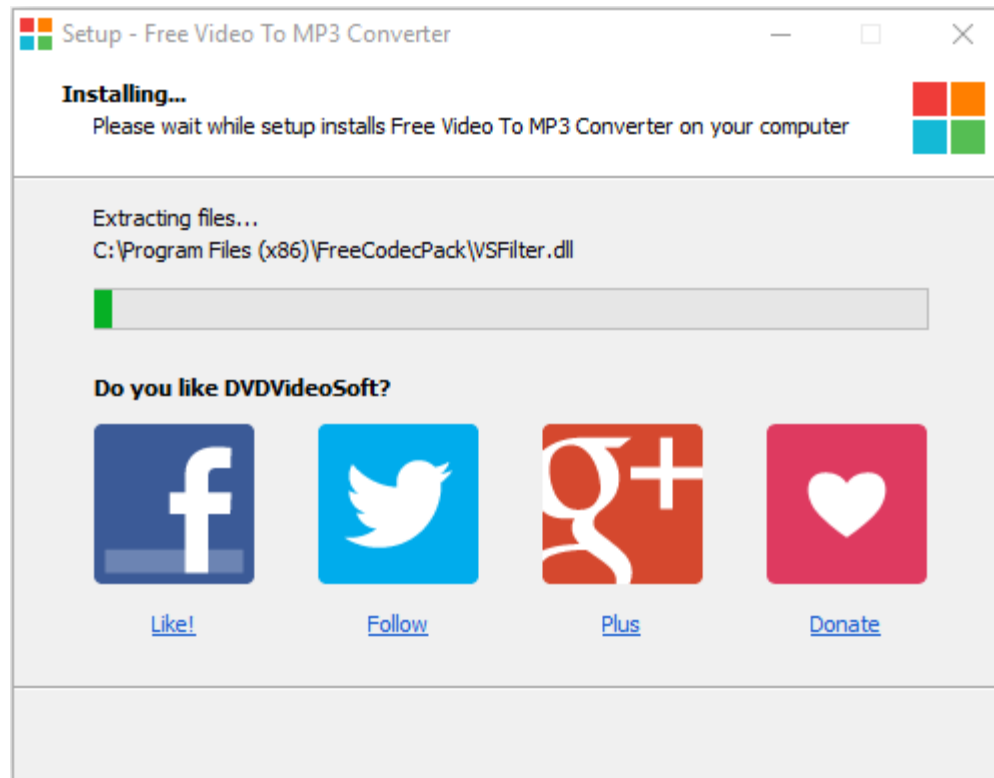 Setup - Free Video To MP3 Converter
Installing...
Please wait while setup installs Free Video To MP3 Converter on your computer
Extracting files...
C:\Program Files (x86)\FreeCodecPack\VSFilter.dll
Do you like DVDVideoSoft?
f g+
Like! Follow Plus Donate